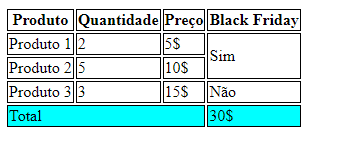 Produto Quantidade Preço Black Friday
Produto 1 2 5$ Sim
Produto 2 5 10$
Produto 3 3 15$ Não
Total 30$